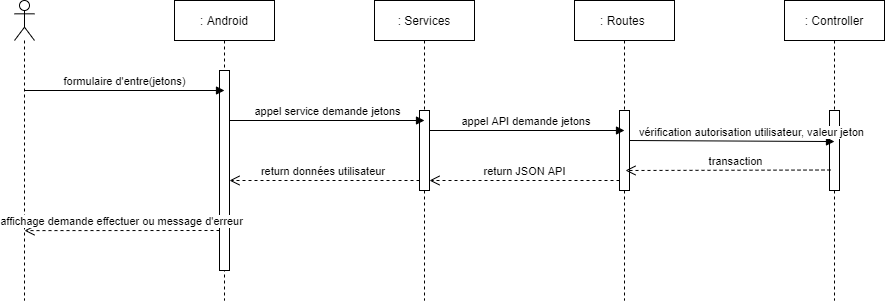 : Android
: Services
: Routes
: Controller
formulaire d'entre(jetons)
appel service demande jetons
appel API demande jetons
vérification autorisation utilisateur, valeur jeton
transaction
return JSON API
return données utilisateur
affichage demande effectuer ou message d'erreur